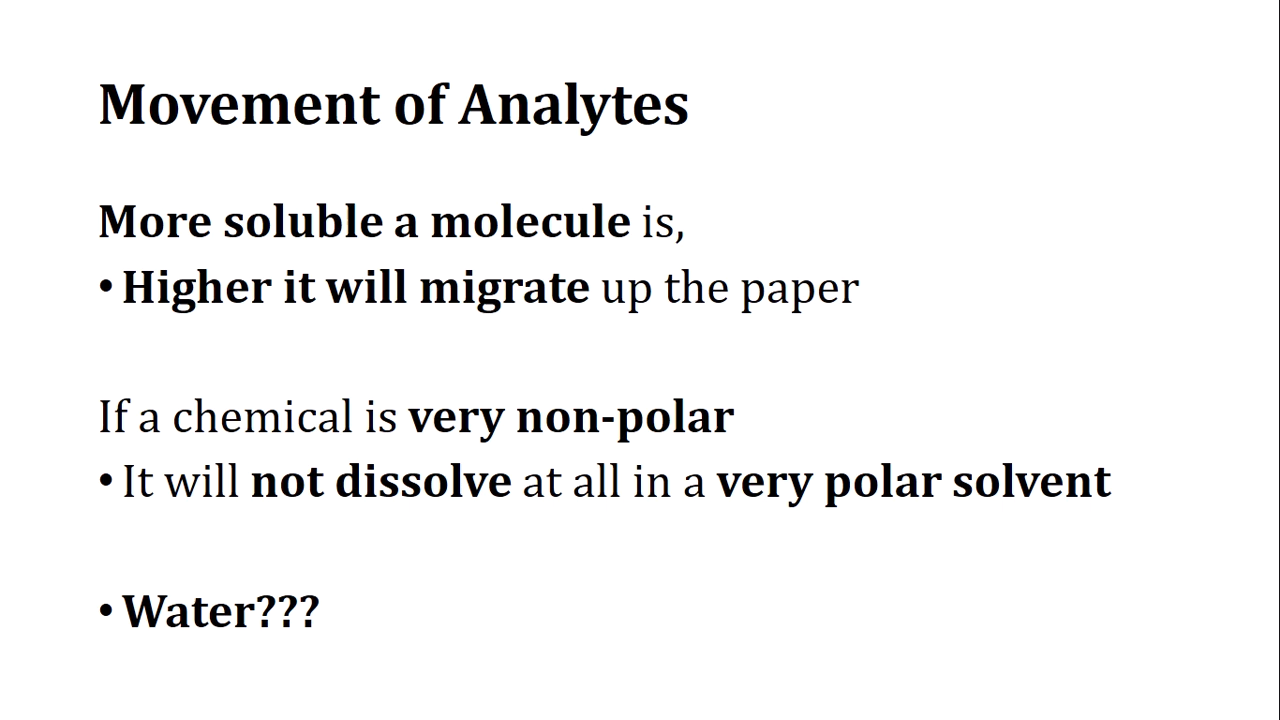 Movement of Analytes
More soluble a molecule is,
• Higher it will migrate up the paper
If a chemical is very non-polar
• It will not dissolve at all in a very polar solvent
• Water???